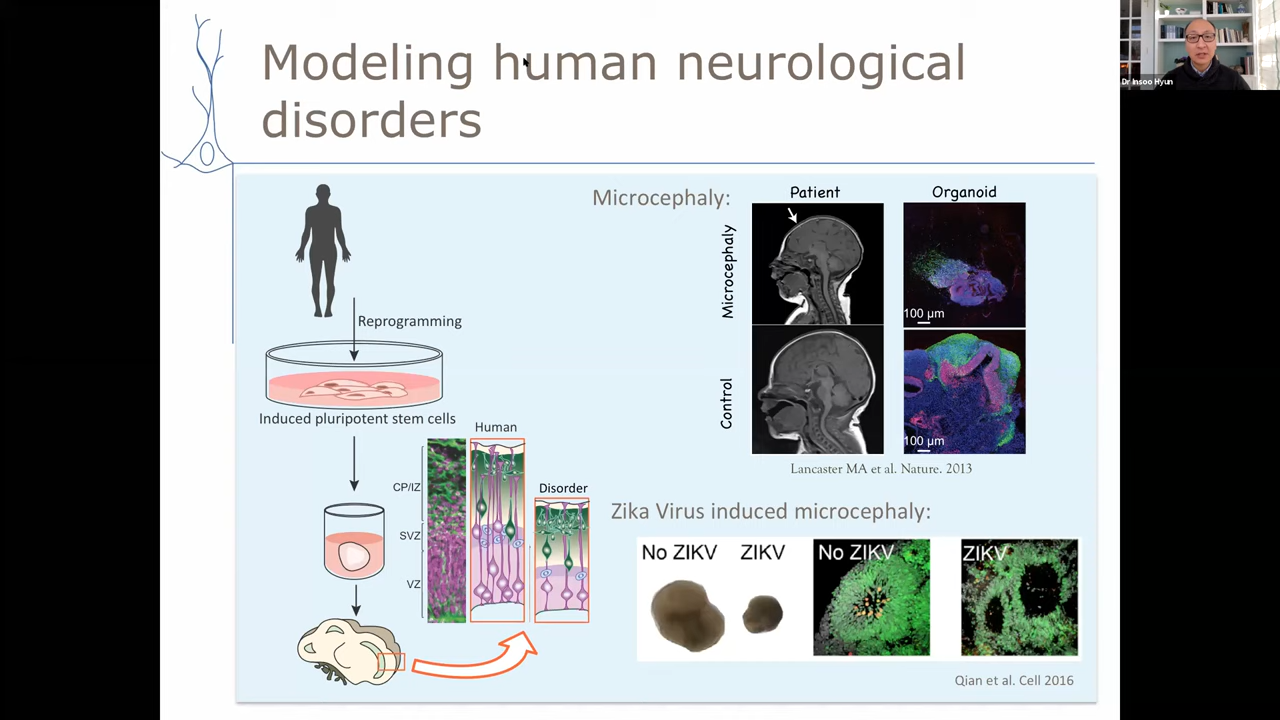 Modeling human neurological
disorders
Dr Insoo Hyun
Reprogramming
Induced pluripotent stem cells
Human
Disorder
CP/IZ
SVZ
VZ
Microcephaly:
Patient
Organoid
Microcephaly
100 µm
Control
100 µm
Lancaster MA et al. Nature. 2013
Zika Virus induced microcephaly:
No ZIKV
ZIKV
No ZIKV
ZIKV
Qian et al. Cell 2016